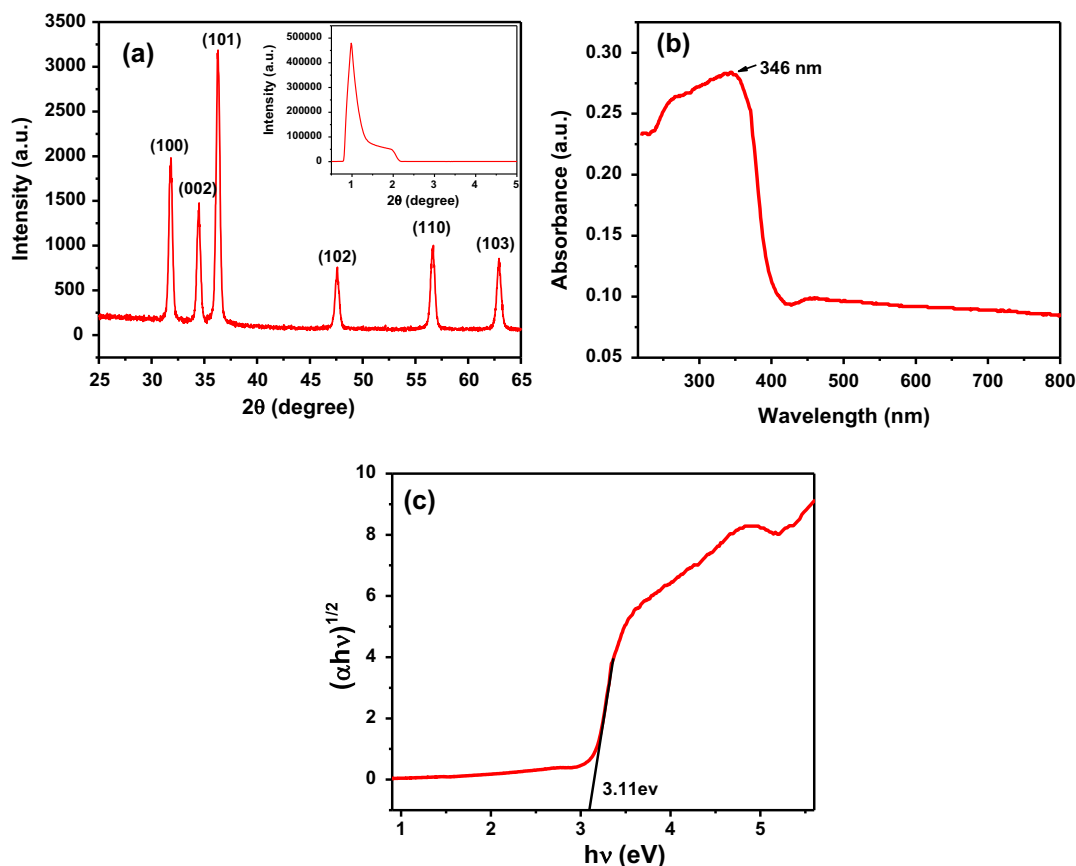 (a)
3500
3000
2500
2000
1500
1000
500
0
Intensity (a.u.)
(100)
(002)
(101)
(102)
(110)
(103)
25 30 35 40 45 50 55 60 65
2θ (degree)
500000
400000
300000
200000
100000
0
Intensity (a.u.)
1 2 3 4 5
2θ (degree)
(b)
346 nm
0.30
0.25
0.20
0.15
0.10
0.05
Absorbance (a.u.)
300 400 500 600 700 800
Wavelength (nm)
(c)
10
8
6
4
2
0
(αhν)^1/2
3.11ev
1 2 3 4 5
hν (eV)